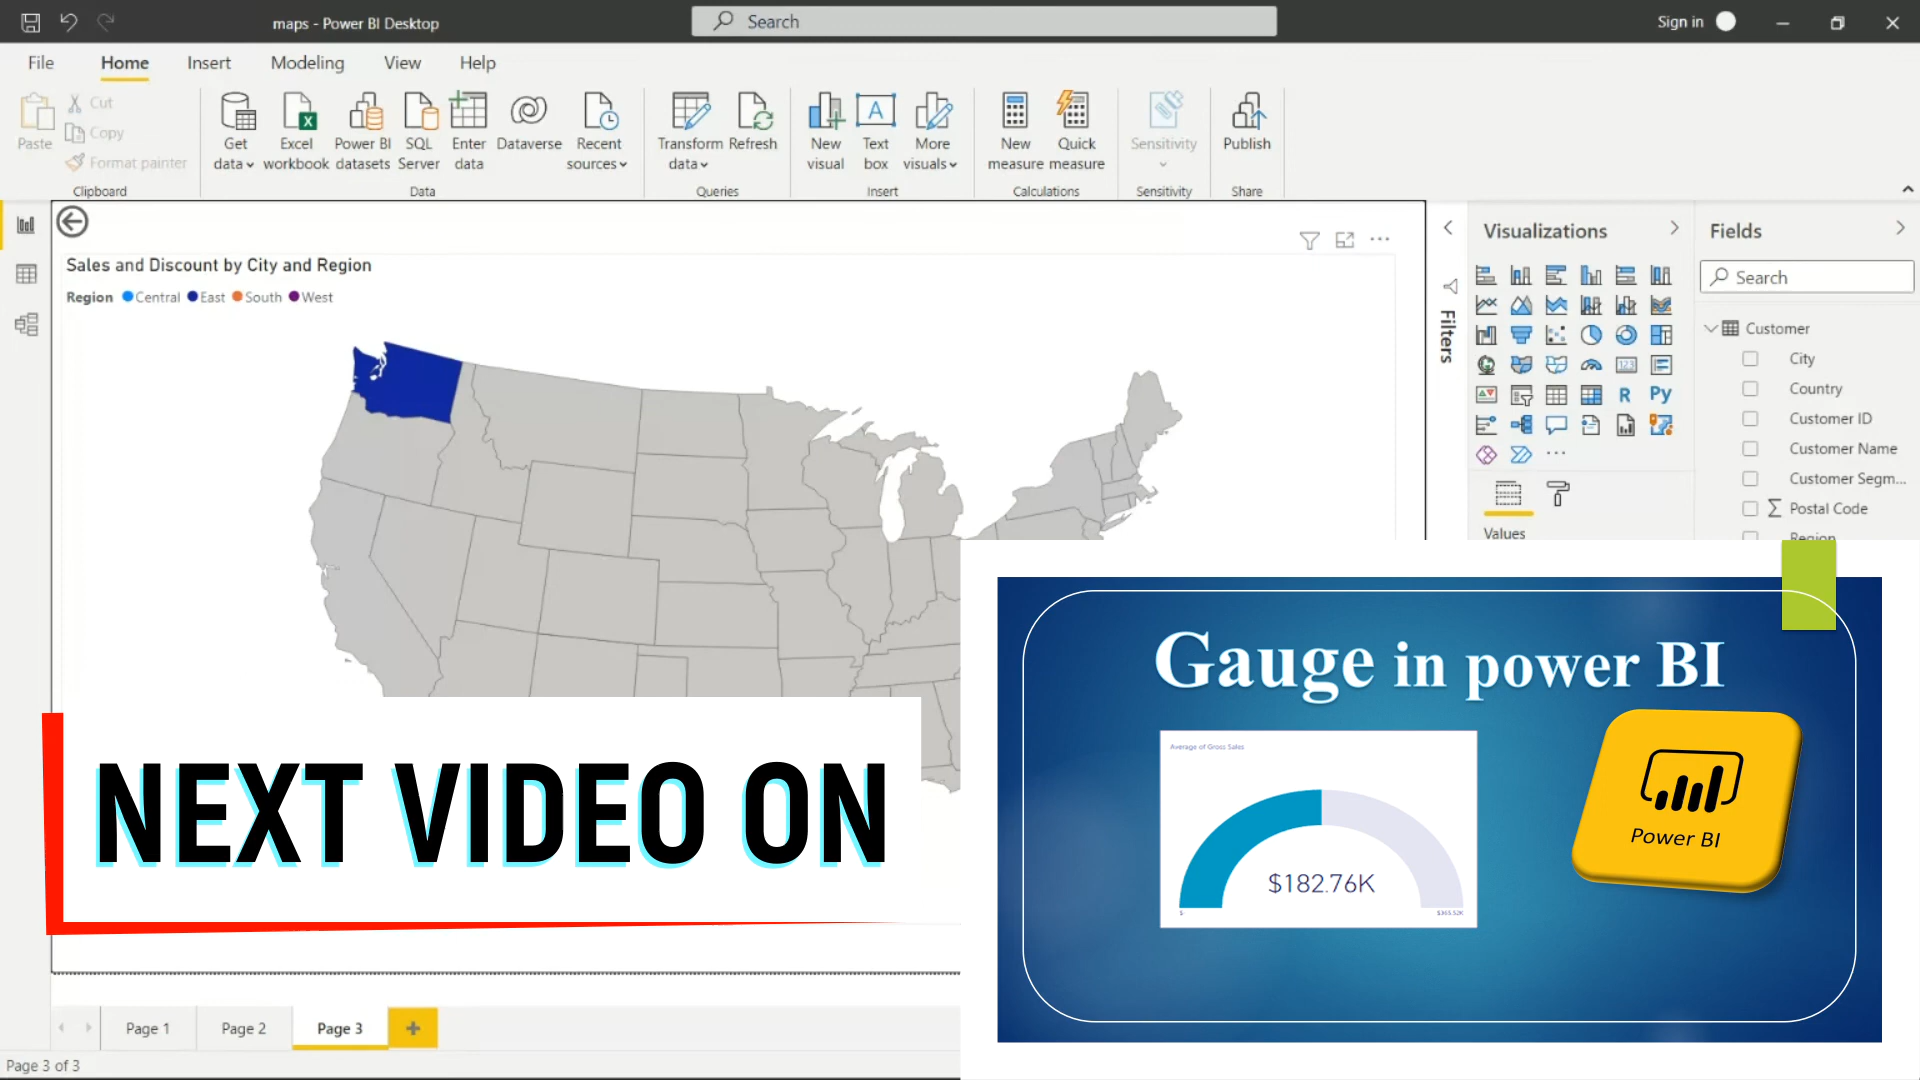 maps - Power BI Desktop
Search
Sign in
File Home Insert Modeling View Help
Paste
Cut
Copy
Format painter
Clipboard
Get data
Excel workbook
Power BI datasets
SQL Server
Enter data
Dataverse
Recent sources
Data
Transform data
Refresh
Queries
New visual
Text box
More visuals
Insert
New measure
Quick measure
Calculations
Sensitivity
Sensitivity
Publish
Share
Sales and Discount by City and Region
Region Central East South West
Filters
Visualizations
R Py
123
Values
Fields
Search
Customer
City
Country
Customer ID
Customer Name
Customer Segm...
Postal Code
Region
NEXT VIDEO ON
Gauge in power BI
Average of Gross Sales
$182.76K
$-
$365.52K
Power BI
Page 1
Page 2
Page 3
Page 3 of 3